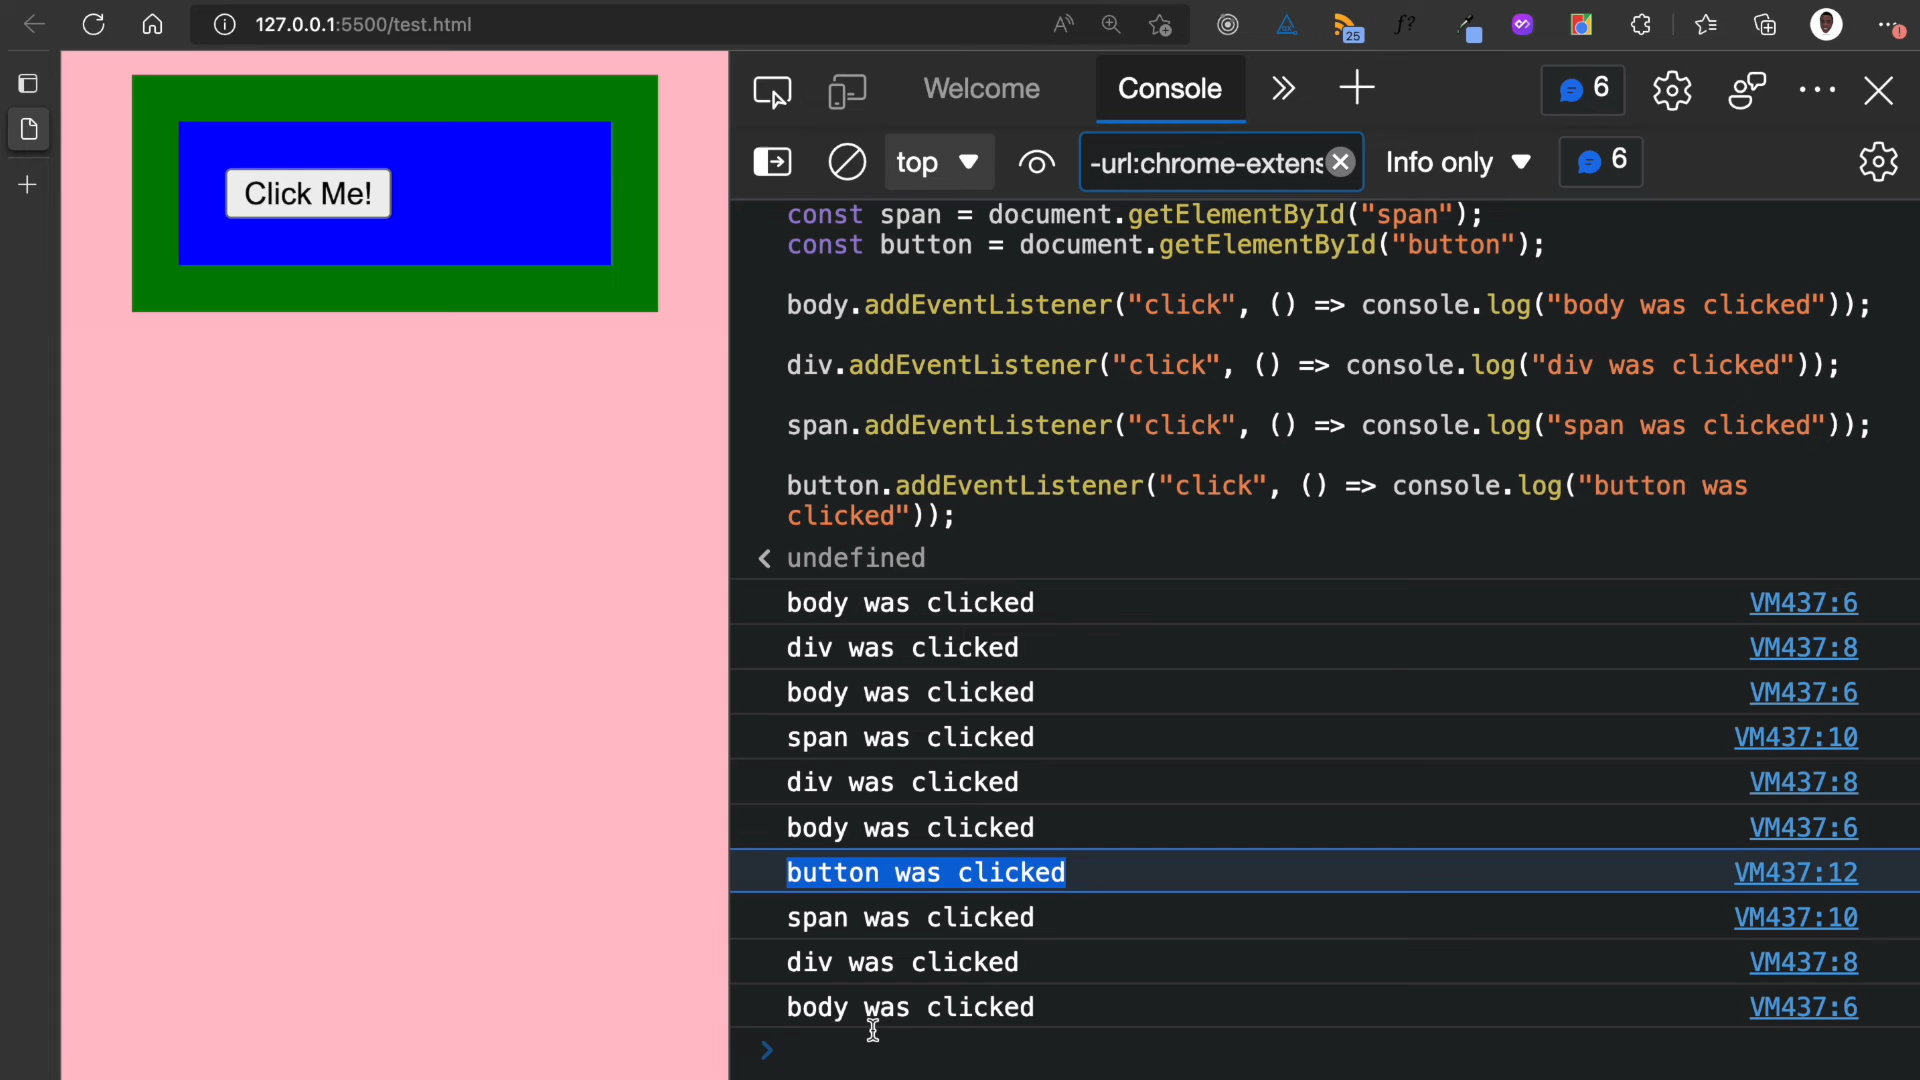 127.0.0.1:5500/test.html
25
Click Me!
Welcome
Console
6
top
-url:chrome-extens
Info only
6
const span = document.getElementById("span");
const button = document.getElementById("button");
body.addEventListener("click", () => console.log("body was clicked"));
div.addEventListener("click", () => console.log("div was clicked"));
span.addEventListener("click", () => console.log("span was clicked"));
button.addEventListener("click", () => console.log("button was
clicked"));
undefined
body was clicked VM437:6
div was clicked VM437:8
body was clicked VM437:6
span was clicked VM437:10
div was clicked VM437:8
body was clicked VM437:6
button was clicked VM437:12
span was clicked VM437:10
div was clicked VM437:8
body was clicked VM437:6